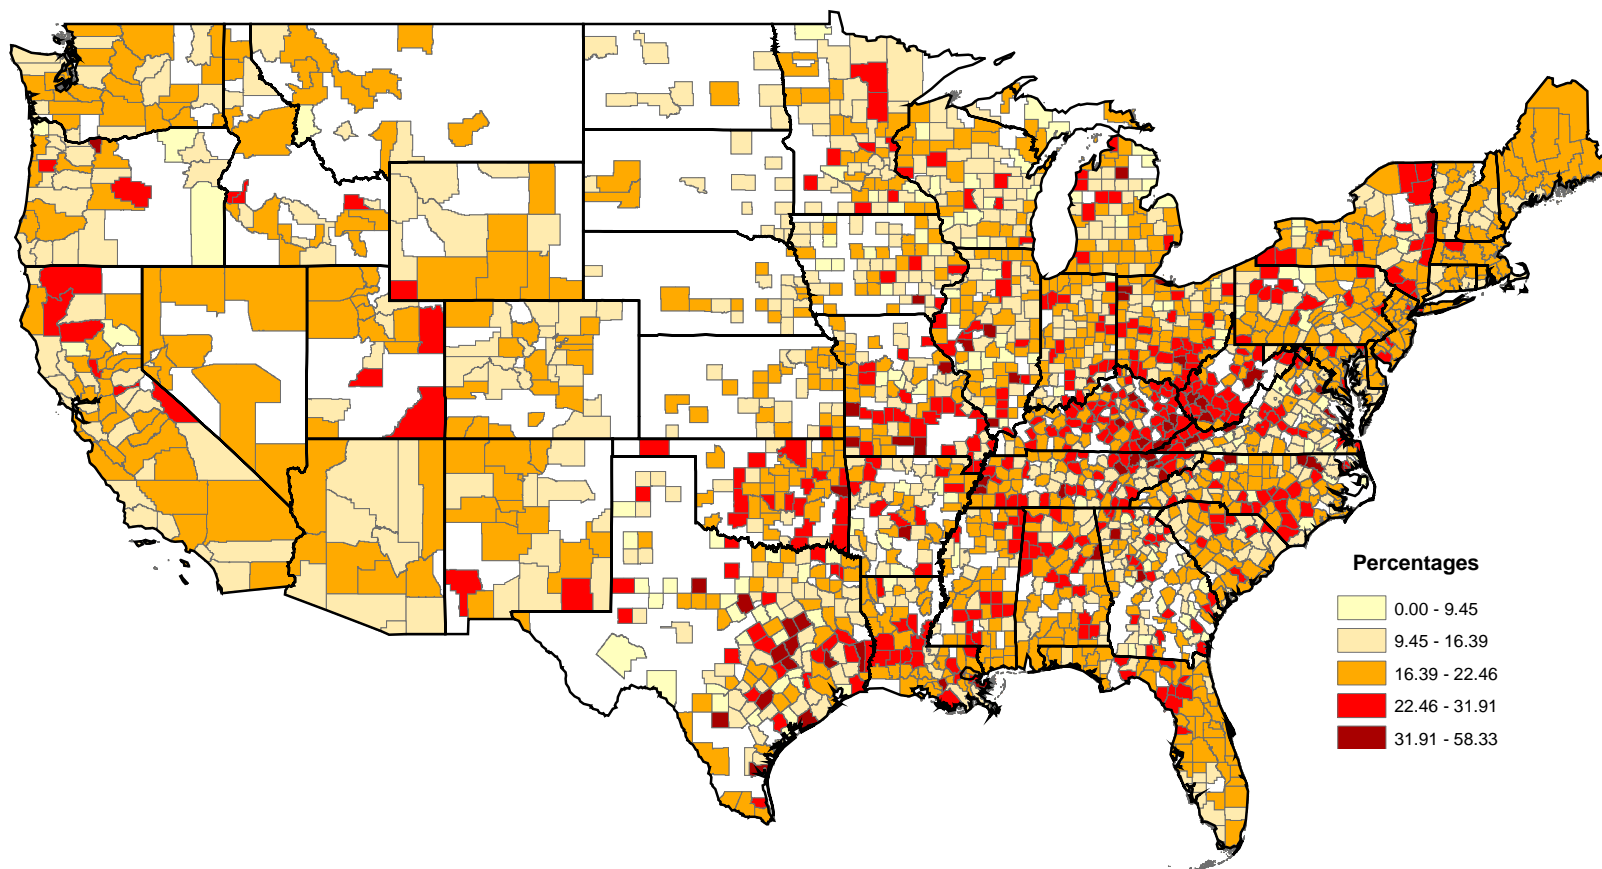 Percentages
0.00 - 9.45
9.45 - 16.39
16.39 - 22.46
22.46 - 31.91
31.91 - 58.33